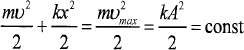 mυ²/2 + kx²/2 = mυ²max/2 = kA²/2 = const